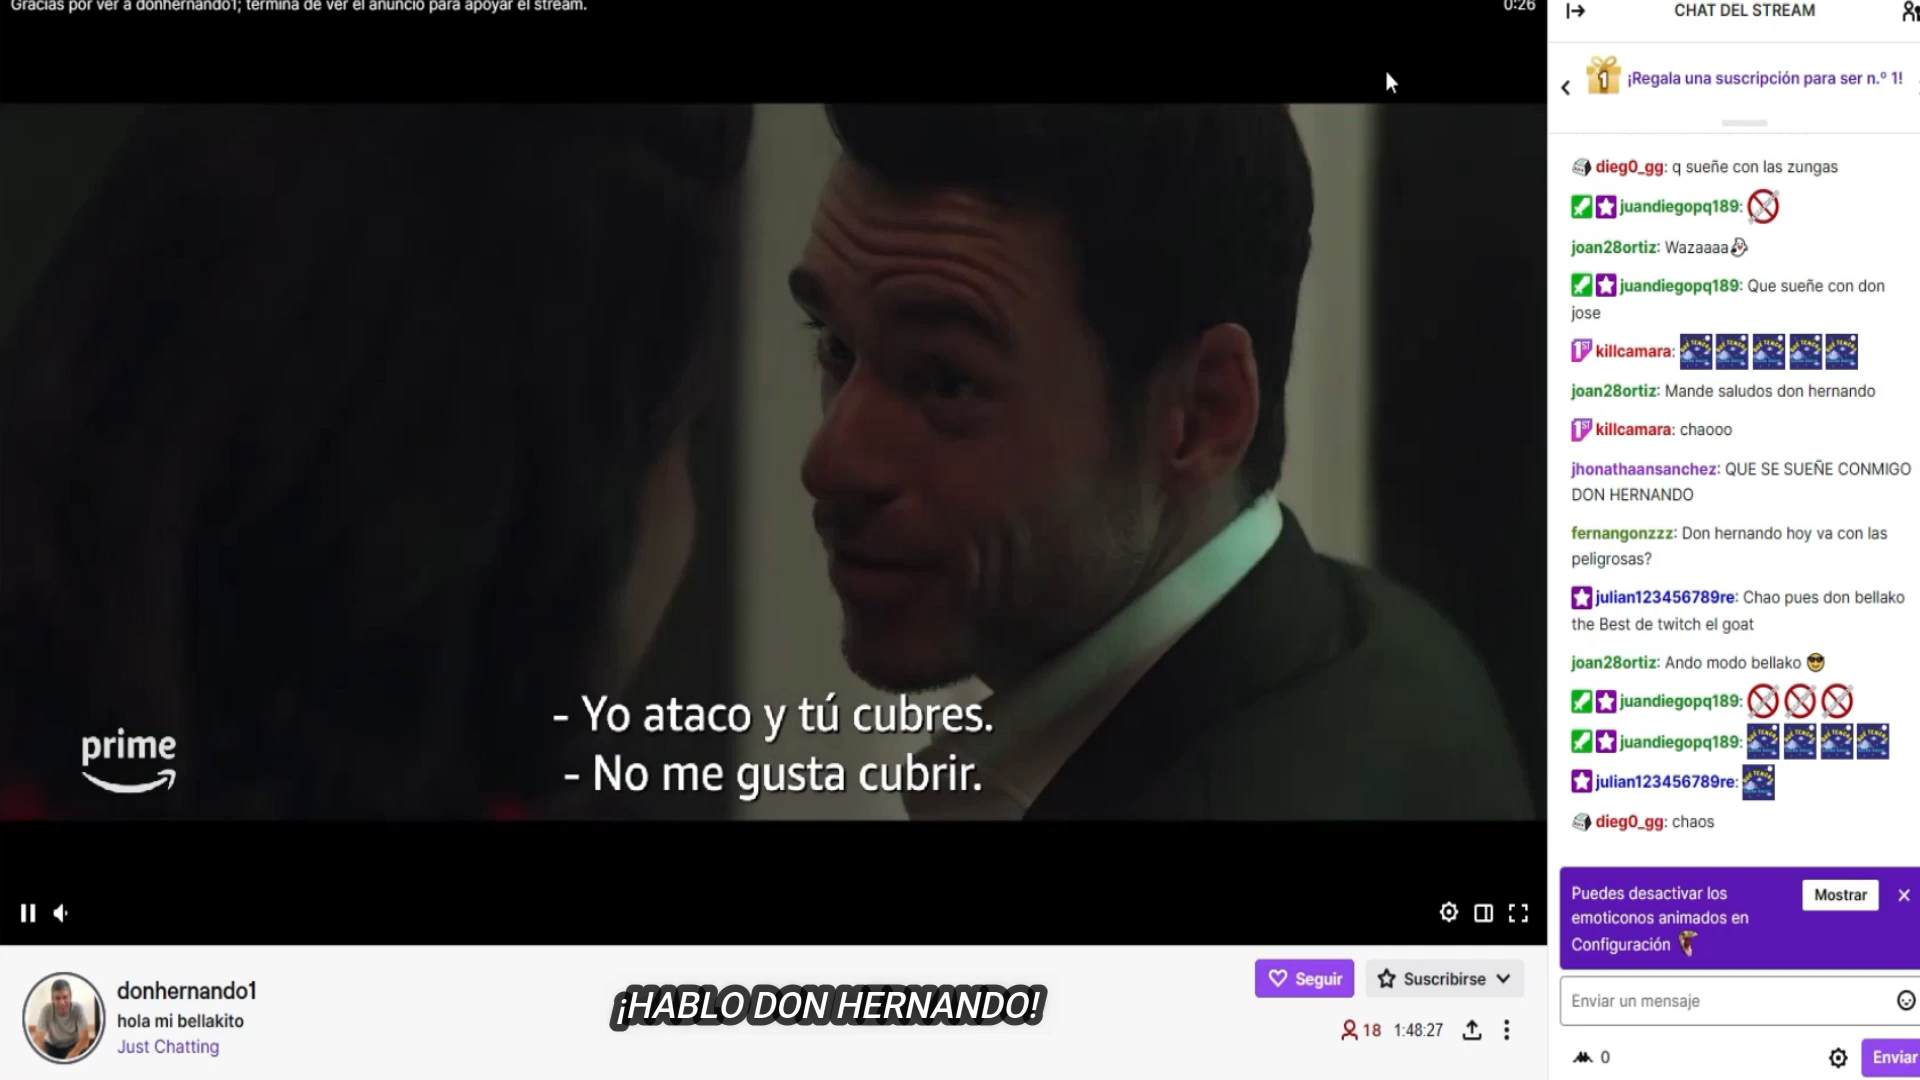 Gracias por ver a donhernando1; termina de ver el anuncio para apoyar el stream.
0:26
- Yo ataco y tú cubres.
- No me gusta cubrir.
prime
donhernando1
hola mi bellakito
Just Chatting
¡HABLO DON HERNANDO!
Seguir
Suscribirse
18 1:48:27
CHAT DEL STREAM
1 ¡Regala una suscripción para ser n.º 1!
dieg0_gg: q sueñe con las zungas
juandiegopq189:
joan28ortiz: Wazaaaa
juandiegopq189: Que sueñe con don
jose
1ST killcamara:
joan28ortiz: Mande saludos don hernando
1ST killcamara: chaooo
jhonathaansanchez: QUE SE SUEÑE CONMIGO
DON HERNANDO
fernangonzzz: Don hernando hoy va con las
peligrosas?
julian123456789re: Chao pues don bellako
the Best de twitch el goat
joan28ortiz: Ando modo bellako
juandiegopq189:
juandiegopq189:
julian123456789re:
dieg0_gg: chaos
Puedes desactivar los
emoticonos animados en
Configuración
Mostrar
Enviar un mensaje
0
Enviar